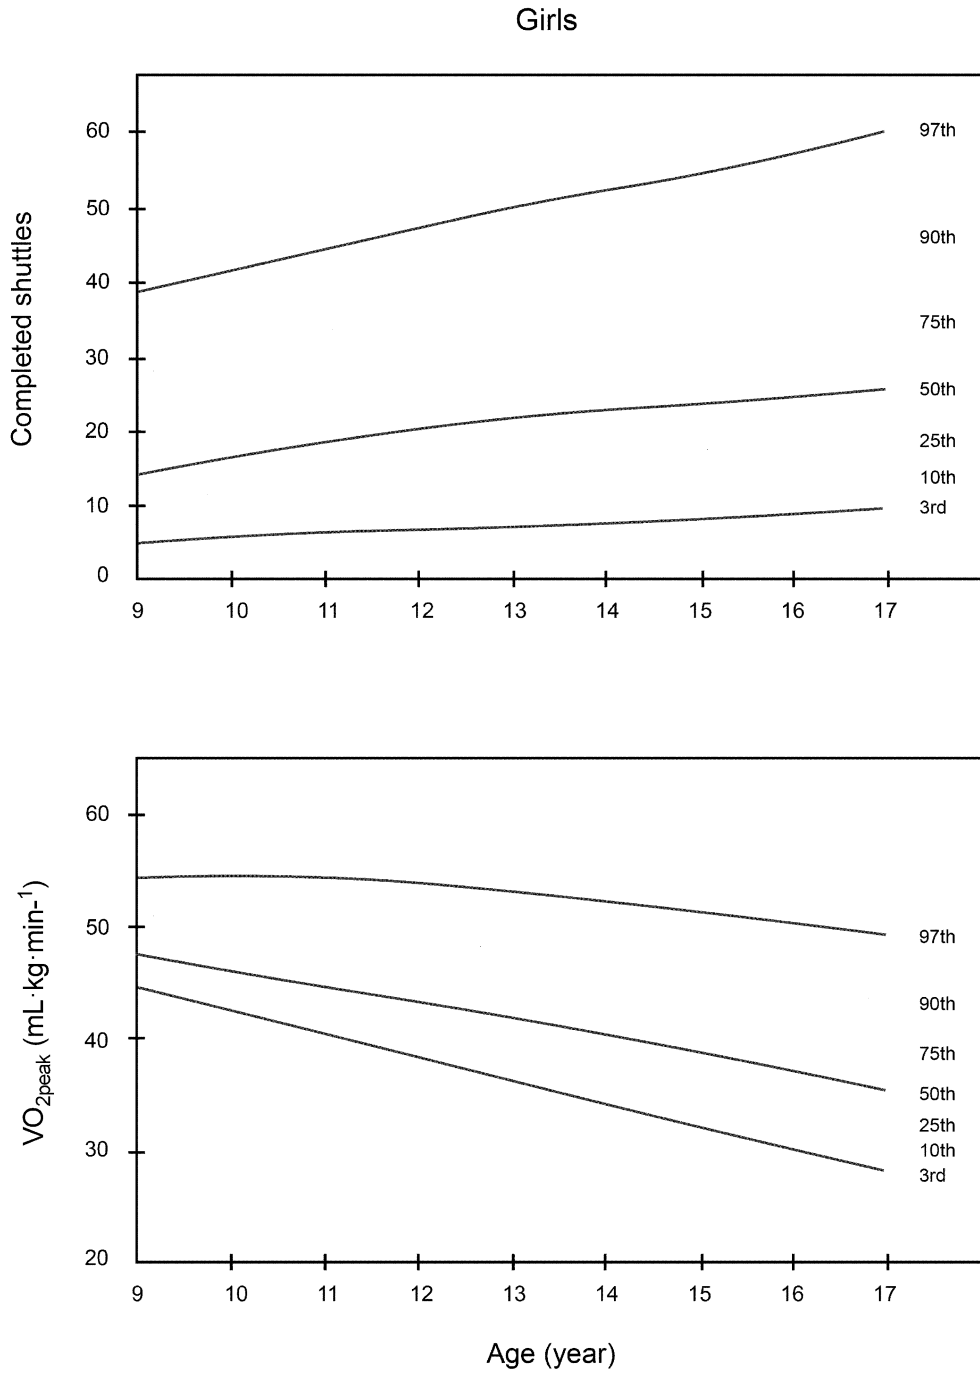 Girls
Completed shuttles
60
50
40
30
20
10
0
97th
90th
75th
50th
25th
10th
3rd
9 10 11 12 13 14 15 16 17
VO2peak (mL·kg·min-1)
60
50
40
30
20
97th
90th
75th
50th
25th
10th
3rd
9 10 11 12 13 14 15 16 17
Age (year)